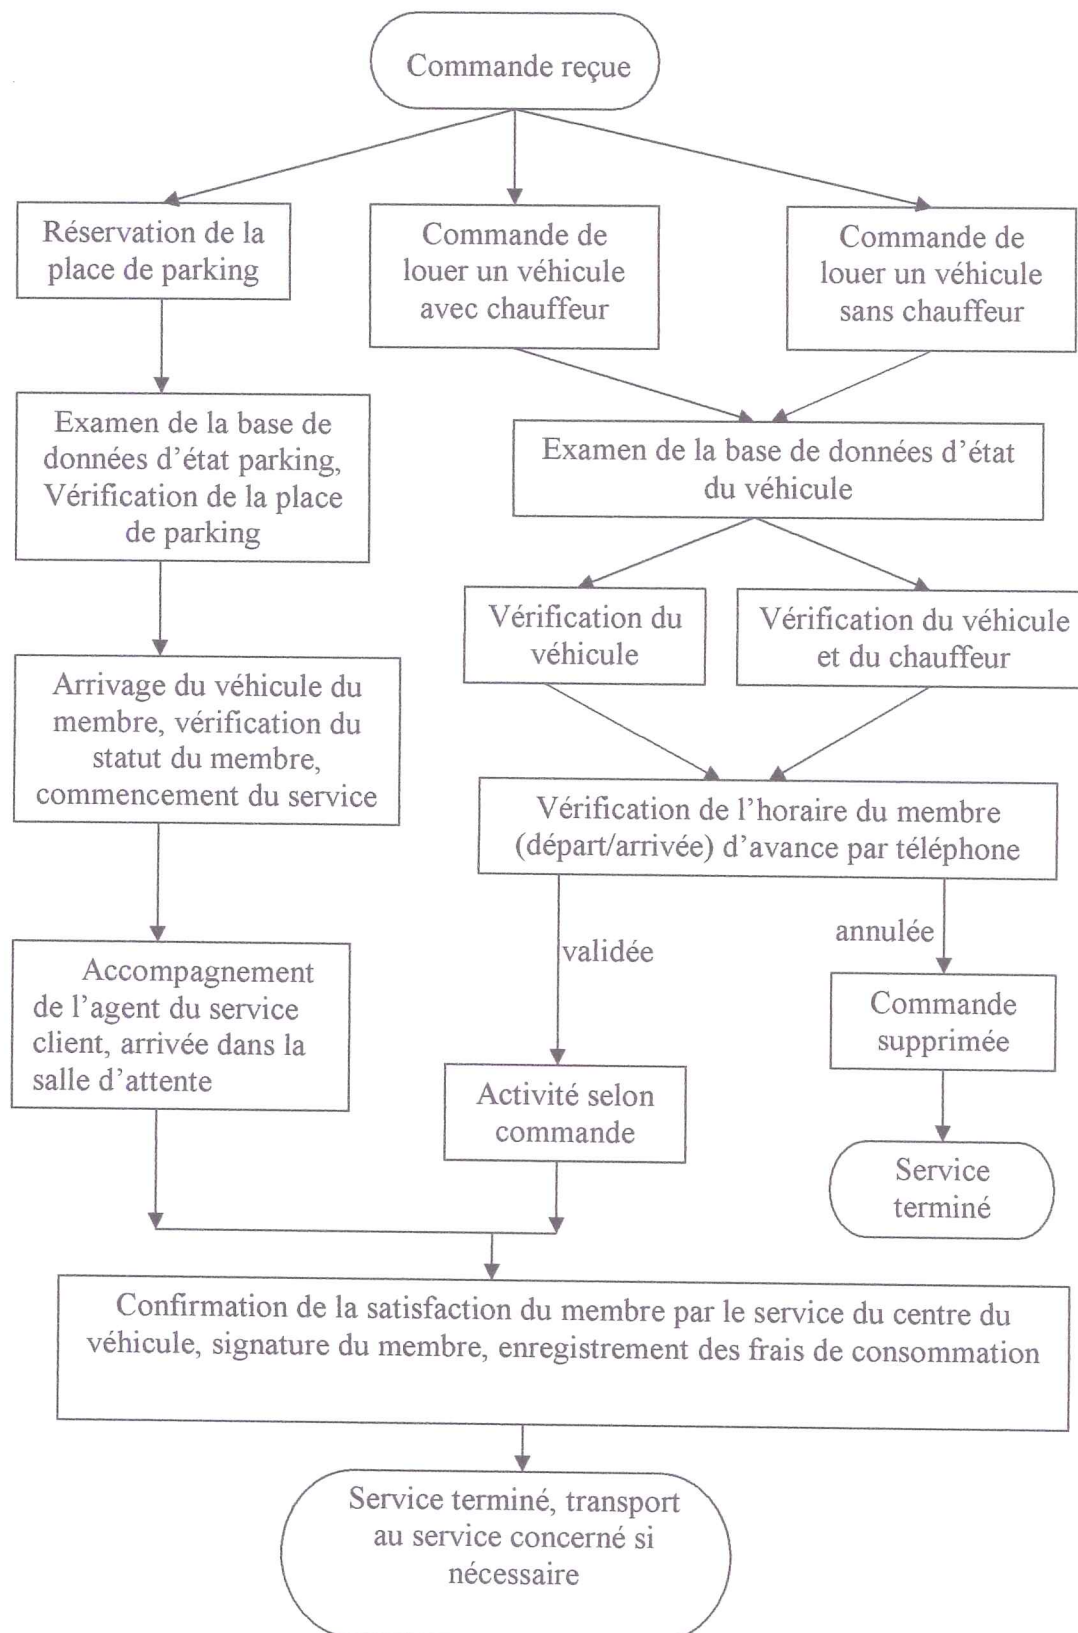 Commande reçue
Réservation de la
place de parking
Commande de
louer un véhicule
avec chauffeur
Commande de
louer un véhicule
sans chauffeur
Examen de la base de
données d'état parking,
Vérification de la place
de parking
Examen de la base de données d'état
du véhicule
Vérification du
véhicule
Vérification du véhicule
et du chauffeur
Arrivage du véhicule du
membre, vérification du
statut du membre,
commencement du service
Vérification de l'horaire du membre
(départ/arrivée) d'avance par téléphone
validée
annulée
Accompagnement
de l'agent du service
client, arrivée dans la
salle d'attente
Commande
supprimée
Activité selon
commande
Service
terminé
Confirmation de la satisfaction du membre par le service du centre du
véhicule, signature du membre, enregistrement des frais de consommation
Service terminé, transport
au service concerné si
nécessaire